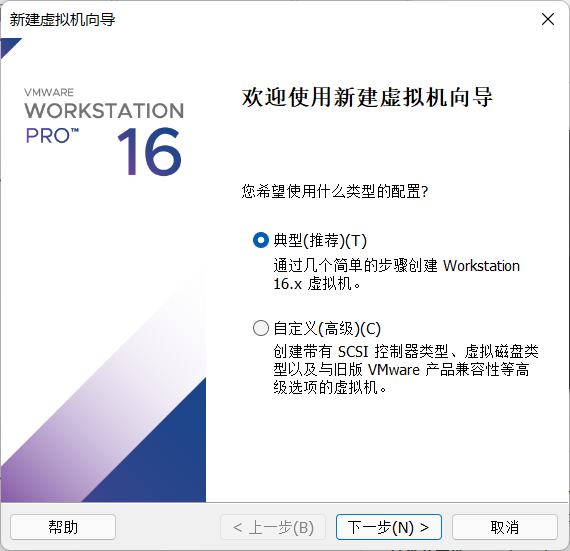 新建虚拟机向导
VMWARE
WORKSTATION
PRO™
16
欢迎使用新建虚拟机向导
您希望使用什么类型的配置?
典型(推荐)(T)
通过几个简单的步骤创建 Workstation
16.x 虚拟机。
自定义(高级)(C)
创建带有 SCSI 控制器类型、虚拟磁盘类
型以及与旧版 VMware 产品兼容性等高
级选项的虚拟机。
帮助
< 上一步(B)
下一步(N) >
取消